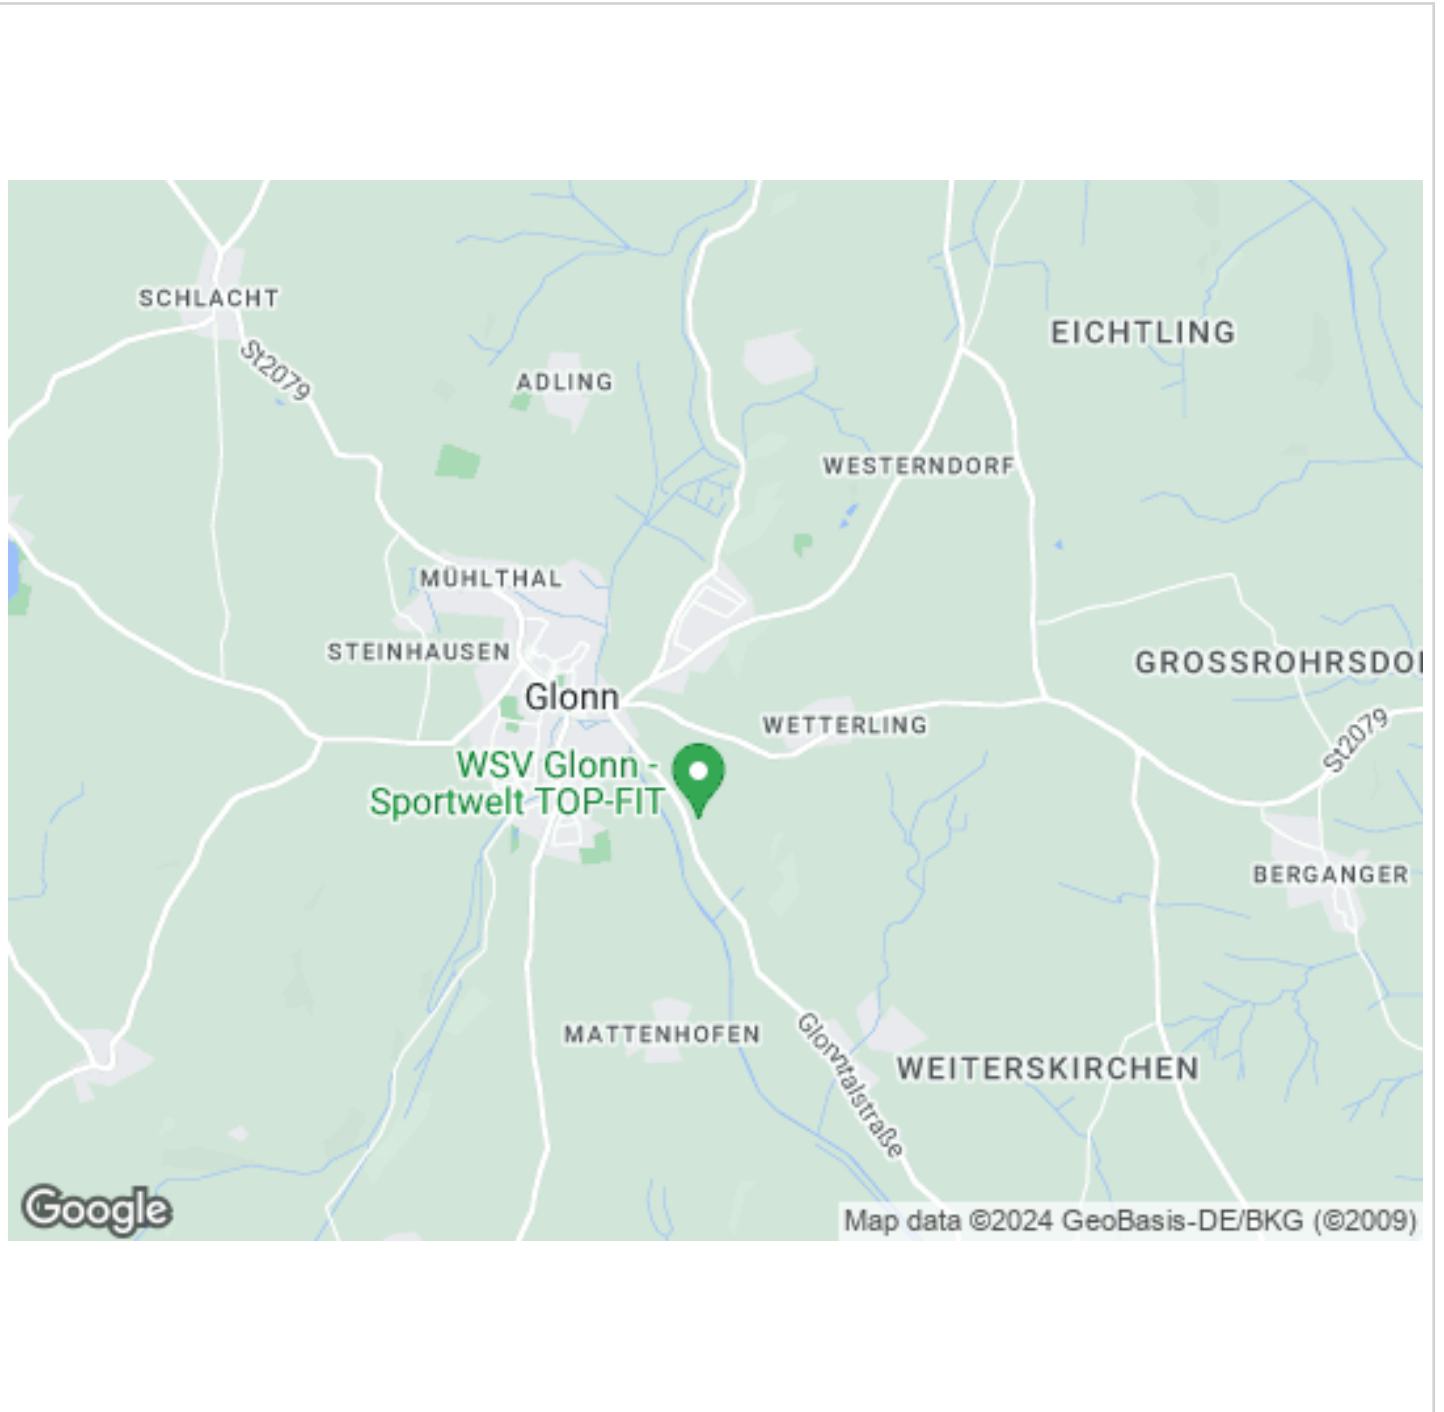 SCHLACHT
EICHTLING
St2079
ADLING
WESTERNDORF
MÜHLTHAL
STEINHAUSEN
GROSSROHRSDO
Glonn
WETTERLING
St2079
WSV Glonn -
Sportwelt TOP-FIT
BERGANGER
MATTENHOFEN
Glonntalstraße
WEITERSKIRCHEN
Google
Map data ©2024 GeoBasis-DE/BKG (©2009)